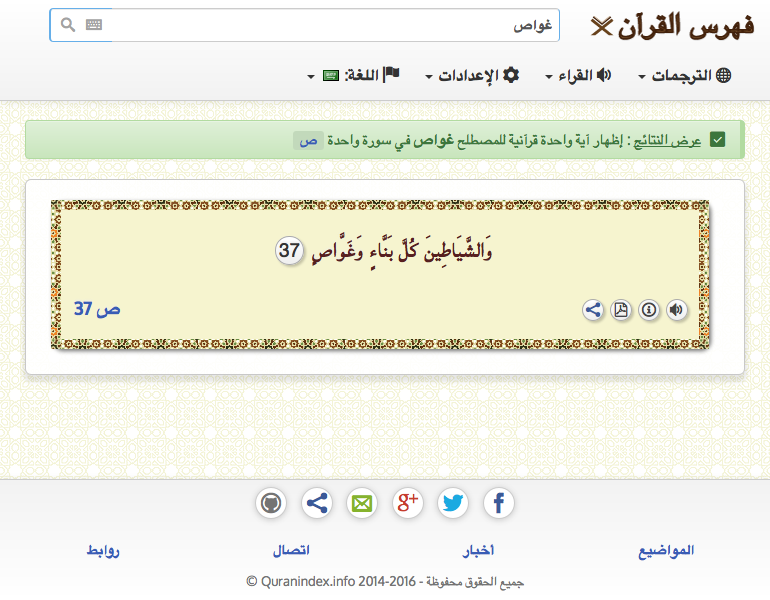 فهرس القرآن
غواص
الترجمات
القراء
الإعدادات
اللغة:
عرض النتائج : إظهار آية واحدة قرآنية للمصطلح غواص في سورة واحدة ص
وَالشَّيَاطِينَ كُلَّ بَنَّاءٍ وَغَوَّاصٍ 37
ص 37
المواضيع
أخبار
اتصال
روابط
جميع الحقوق محفوظة - Quranindex.info 2014-2016 ©